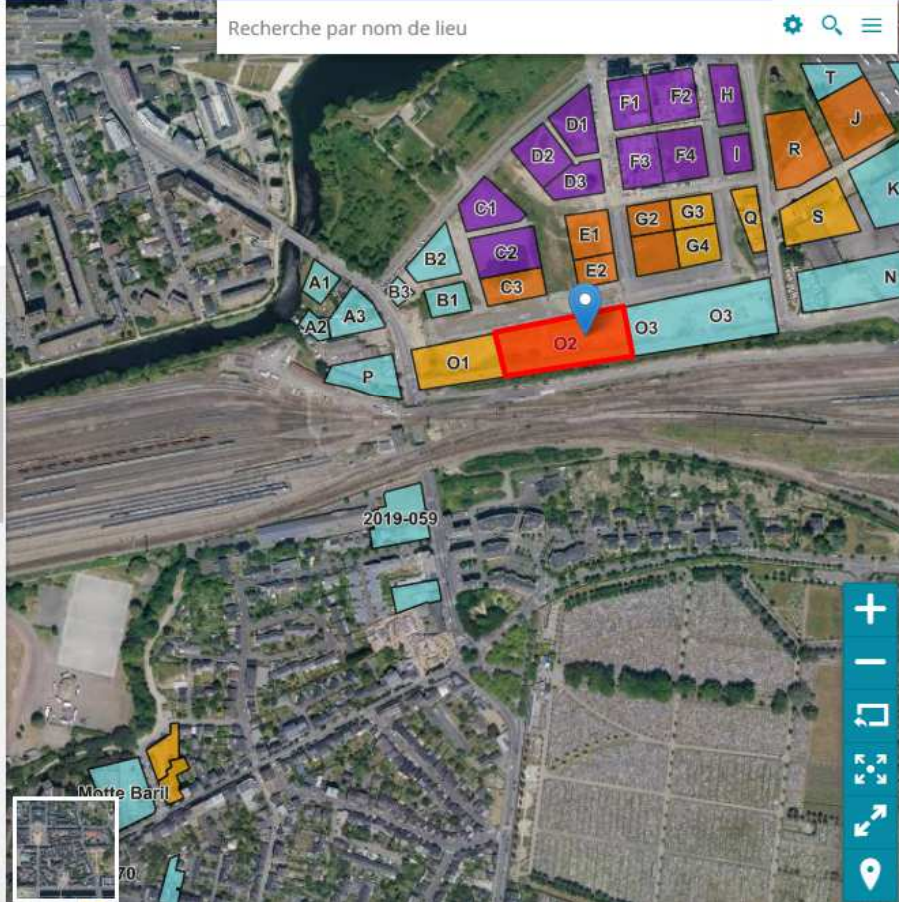 Recherche par nom de lieu
T
F1
F2
H
J
D1
R
D2
F3
F4
I
D3
K
C1
G2
G3
Q
S
E1
B2
C2
G4
E2
N
A1
B3
C3
B1
A2
A3
O3
O3
O2
O1
P
2019-059
Motte Baril
70